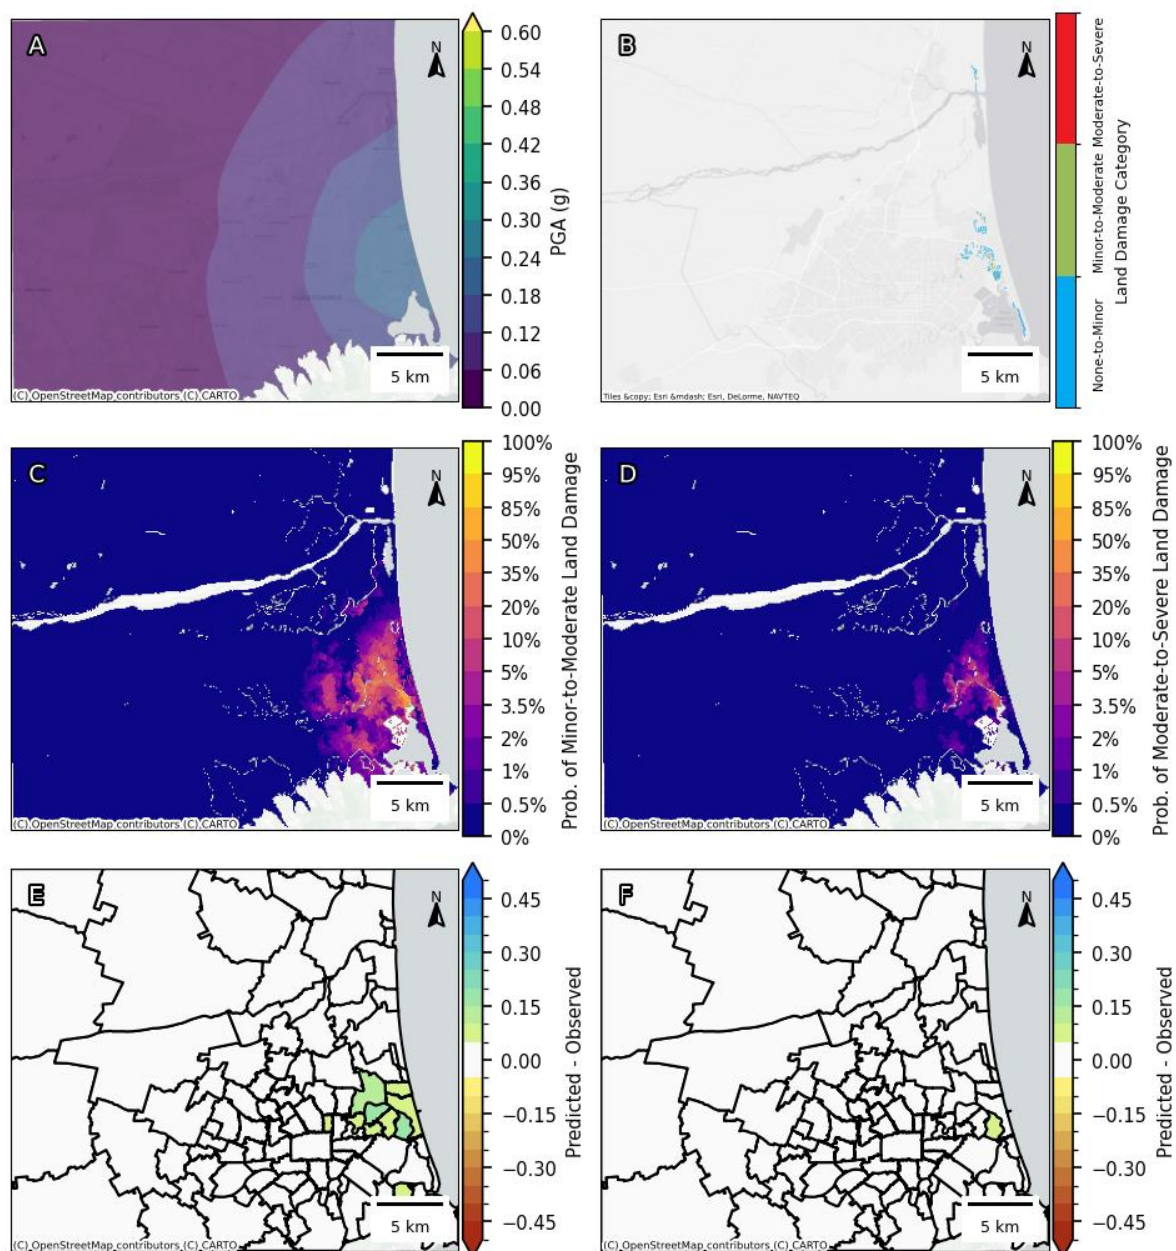 A
N
5 km
(C) OpenStreetMap contributors (C) CARTO
0.60
0.54
0.48
0.42
0.36
0.30
0.24
0.18
0.12
0.06
0.00
PGA (g)
B
N
5 km
Tiles &copy; Esri &mdash; Esri, DeLorme, NAVTEQ
Moderate-to-Severe
Minor-to-Moderate
None-to-Minor
Land Damage Category
C
N
5 km
(C) OpenStreetMap contributors (C) CARTO
100%
95%
85%
50%
35%
20%
10%
5%
3.5%
2%
1%
0.5%
0%
Prob. of Minor-to-Moderate Land Damage
D
N
5 km
(C) OpenStreetMap contributors (C) CARTO
100%
95%
85%
50%
35%
20%
10%
5%
3.5%
2%
1%
0.5%
0%
Prob. of Moderate-to-Severe Land Damage
E
N
5 km
(C) OpenStreetMap contributors (C) CARTO
0.45
0.30
0.15
0.00
−0.15
−0.30
−0.45
Predicted - Observed
F
N
5 km
(C) OpenStreetMap contributors (C) CARTO
0.45
0.30
0.15
0.00
−0.15
−0.30
−0.45
Predicted - Observed